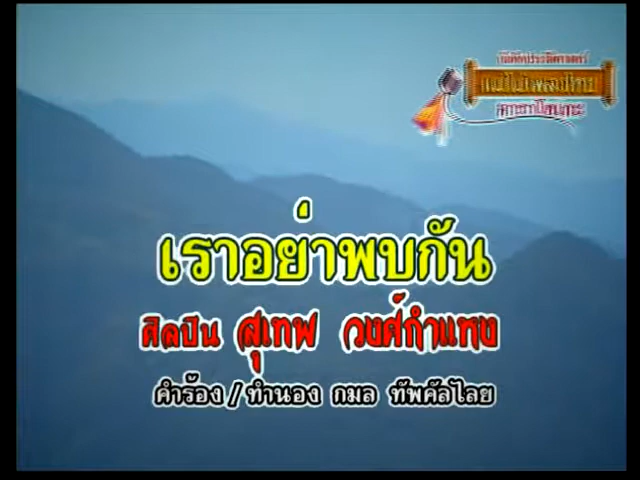 เราอย่าพบกัน
ศิลปิน สุเทพ วงศ์กำแหง
คำร้อง / ทำนอง กมล ทัพคัลไลย